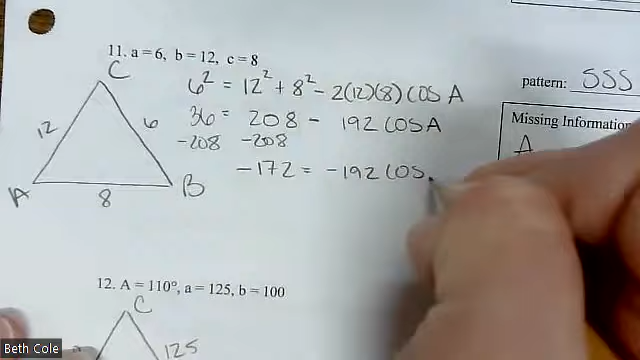 11. a = 6, b = 12, c = 8
C
12
6
A
8
B
6² = 12² + 8² - 2(12)(8) cos A
36 = 208 - 192 cos A
-208 -208
-172 = -192 cos
pattern: SSS
Missing Information
A
12. A = 110°, a = 125, b = 100
C
125
Beth Cole